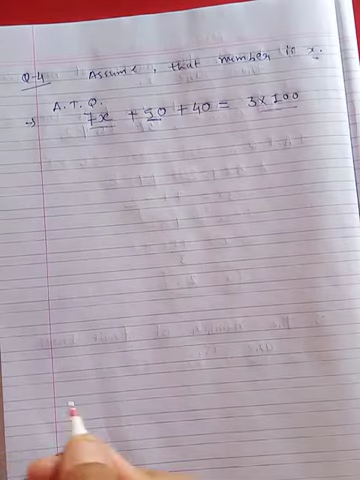 Q-4 Assume, that number is x.
A.T.Q.
→ 7x + 50 + 40 = 3 x 100